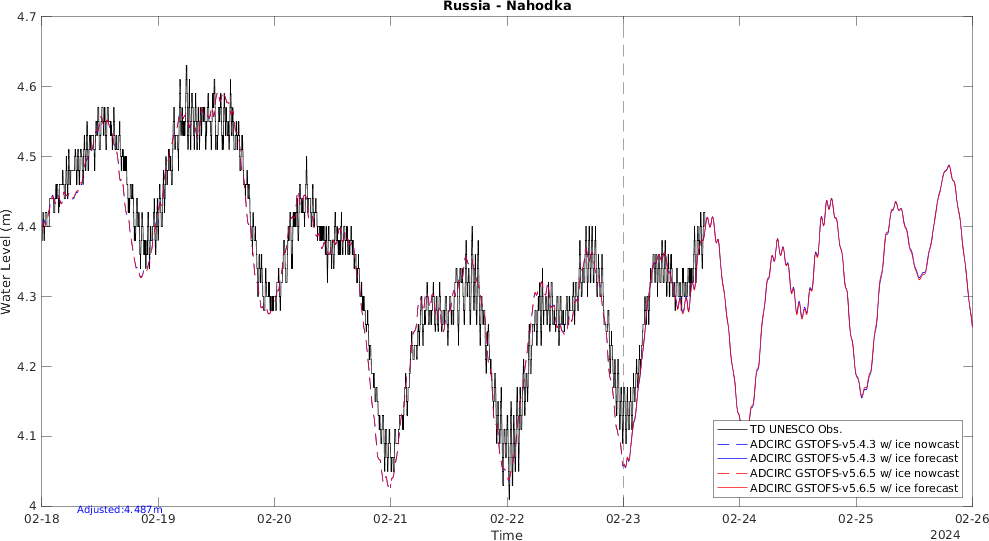 Russia - Nahodka
4.7
4.6
4.5
4.4
4.3
4.2
4.1
4
Water Level (m)
TD UNESCO Obs.
ADCIRC GSTOFS-v5.4.3 w/ ice nowcast
ADCIRC GSTOFS-v5.4.3 w/ ice forecast
ADCIRC GSTOFS-v5.6.5 w/ ice nowcast
ADCIRC GSTOFS-v5.6.5 w/ ice forecast
Adjusted:4.487m
02-18 02-19 02-20 02-21 02-22 02-23 02-24 02-25 02-26
Time
2024